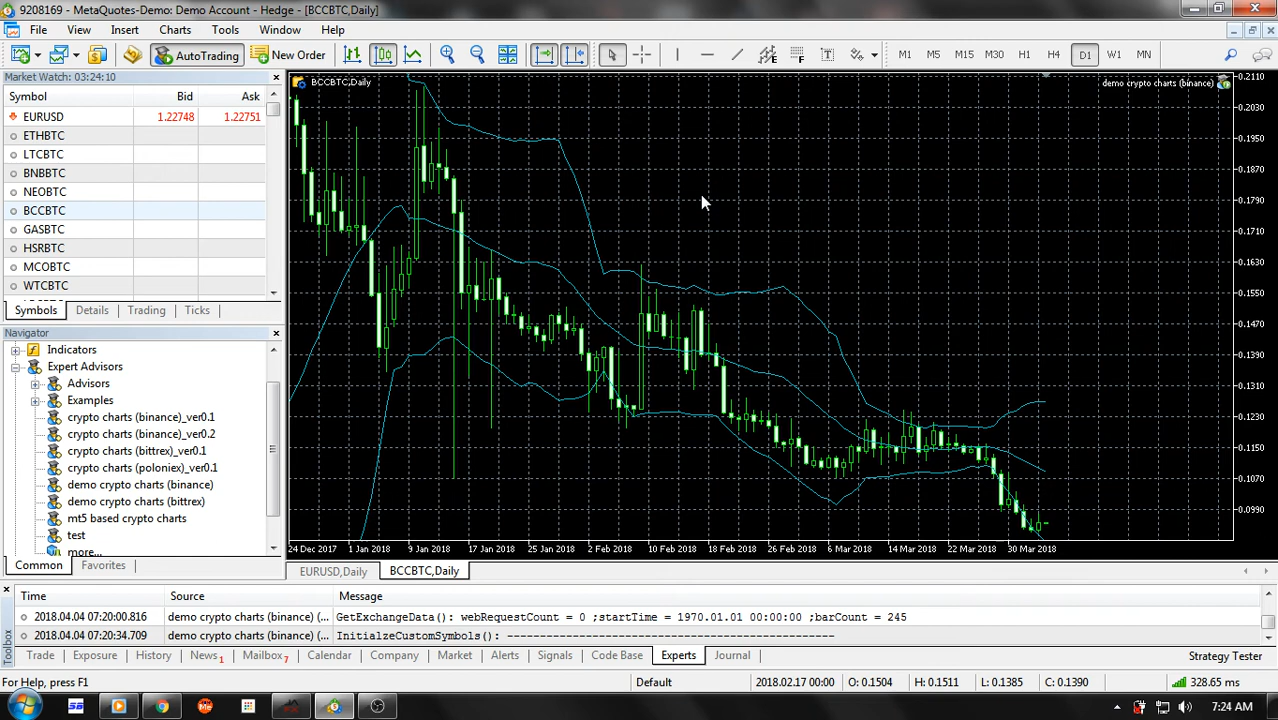 9208169 - MetaQuotes-Demo: Demo Account - Hedge - [BCCBTC,Daily]
File View Insert Charts Tools Window Help
AutoTrading New Order M1 M5 M15 M30 H1 H4 D1 W1 MN
Market Watch: 03:24:10
Symbol Bid Ask
EURUSD 1.22748 1.22751
ETHBTC
LTCBTC
BNBBTC
NEOBTC
BCCBTC
GASBTC
HSRBTC
MCOBTC
WTCBTC
Symbols Details Trading Ticks
Navigator
Indicators
Expert Advisors
Advisors
Examples
crypto charts (binance)_ver0.1
crypto charts (binance)_ver0.2
crypto charts (bittrex)_ver0.1
crypto charts (poloniex)_ver0.1
demo crypto charts (binance)
demo crypto charts (bittrex)
mt5 based crypto charts
test
more...
Common Favorites
BCCBTC,Daily
demo crypto charts (binance)
0.2110
0.2030
0.1950
0.1870
0.1790
0.1710
0.1630
0.1550
0.1470
0.1390
0.1310
0.1230
0.1150
0.1070
0.0990
24 Dec 2017 1 Jan 2018 9 Jan 2018 17 Jan 2018 25 Jan 2018 2 Feb 2018 10 Feb 2018 18 Feb 2018 26 Feb 2018 6 Mar 2018 14 Mar 2018 22 Mar 2018 30 Mar 2018
EURUSD,Daily BCCBTC,Daily
Toolbox
Time Source Message
2018.04.04 07:20:00.816 demo crypto charts (binance) (... GetExchangeData(): webRequestCount = 0 ;startTime = 1970.01.01 00:00:00 ;barCount = 245
2018.04.04 07:20:34.709 demo crypto charts (binance) (... InitialzeCustomSymbols(): --------------------------------------------------
Trade Exposure History News1 Mailbox7 Calendar Company Market Alerts Signals Code Base Experts Journal Strategy Tester
For Help, press F1 Default 2018.02.17 00:00 O: 0.1504 H: 0.1511 L: 0.1385 C: 0.1390 328.65 ms
7:24 AM